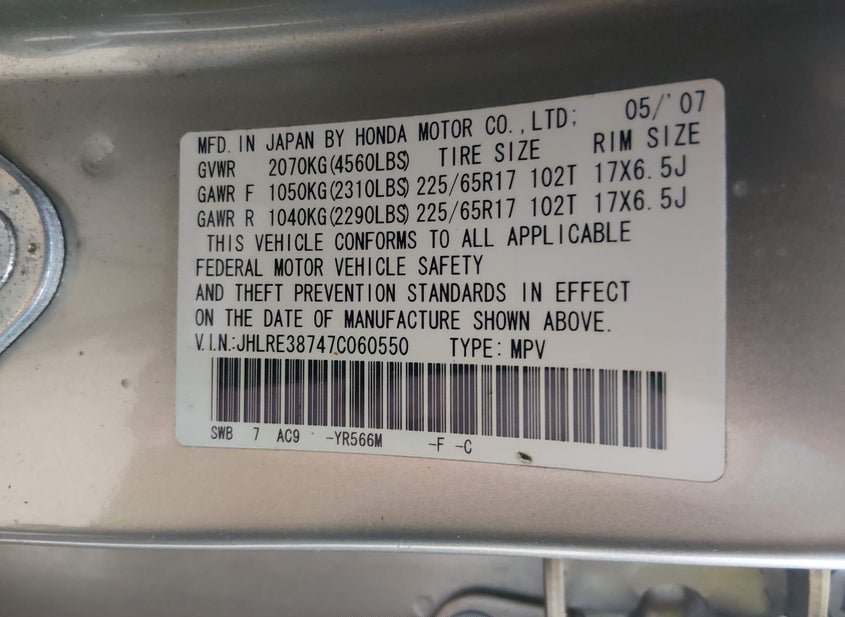 MFD. IN JAPAN BY HONDA MOTOR CO.,LTD; 05/'07
GVWR 2070KG(4560LBS) TIRE SIZE RIM SIZE
GAWR F 1050KG(2310LBS) 225/65R17 102T 17X6.5J
GAWR R 1040KG(2290LBS) 225/65R17 102T 17X6.5J
THIS VEHICLE CONFORMS TO ALL APPLICABLE
FEDERAL MOTOR VEHICLE SAFETY
AND THEFT PREVENTION STANDARDS IN EFFECT
ON THE DATE OF MANUFACTURE SHOWN ABOVE.
V.I.N.:JHLRE38747C060550 TYPE: MPV
SWB 7 AC9 -YR566M -F -C